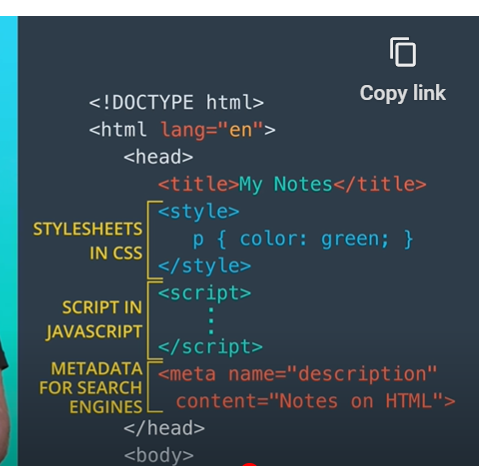 Copy link
<!DOCTYPE html>
<html lang="en">
<head>
<title>My Notes</title>
STYLESHEETS
IN CSS
<style>
p { color: green; }
</style>
SCRIPT IN
JAVASCRIPT
<script>
⋮
</script>
METADATA
FOR SEARCH
ENGINES
<meta name="description"
content="Notes on HTML">
</head>
<body>